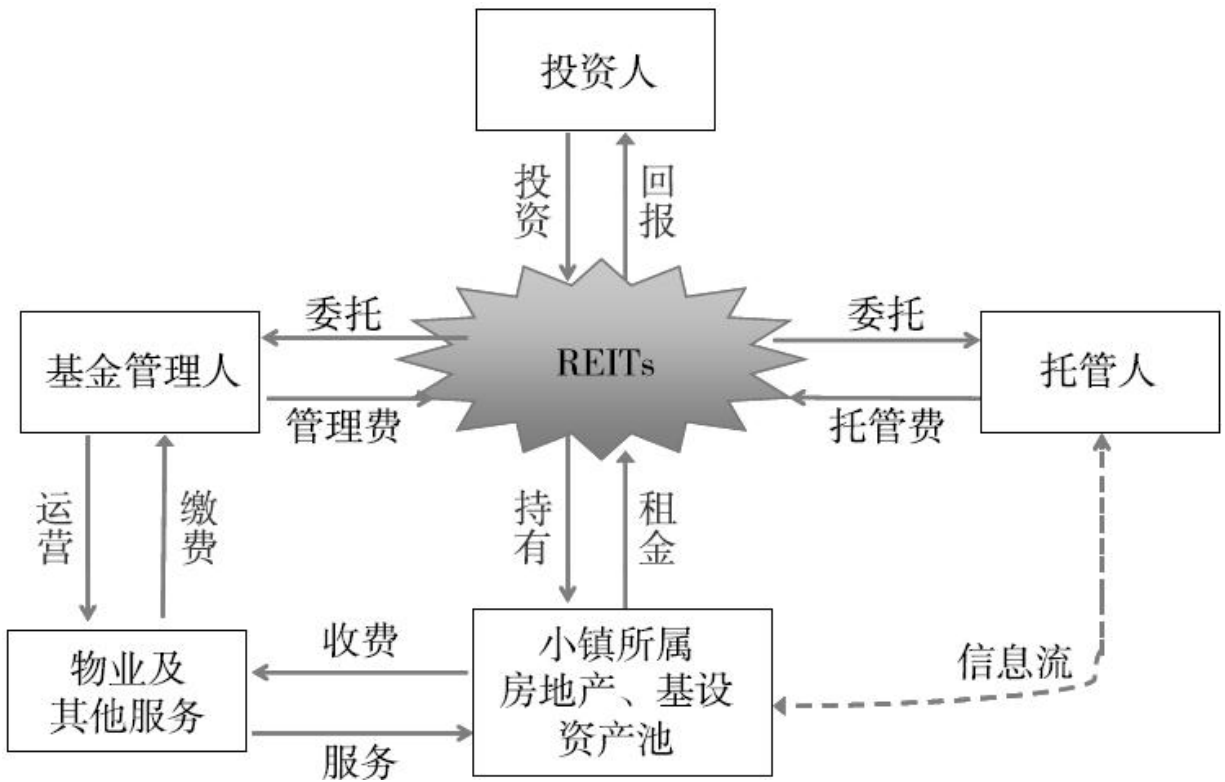 投资人
投资
回报
委托
委托
基金管理人
REITs
托管人
管理费
托管费
运营
缴费
持有
租金
物业及
其他服务
收费
服务
小镇所属
房地产、基设
资产池
信息流